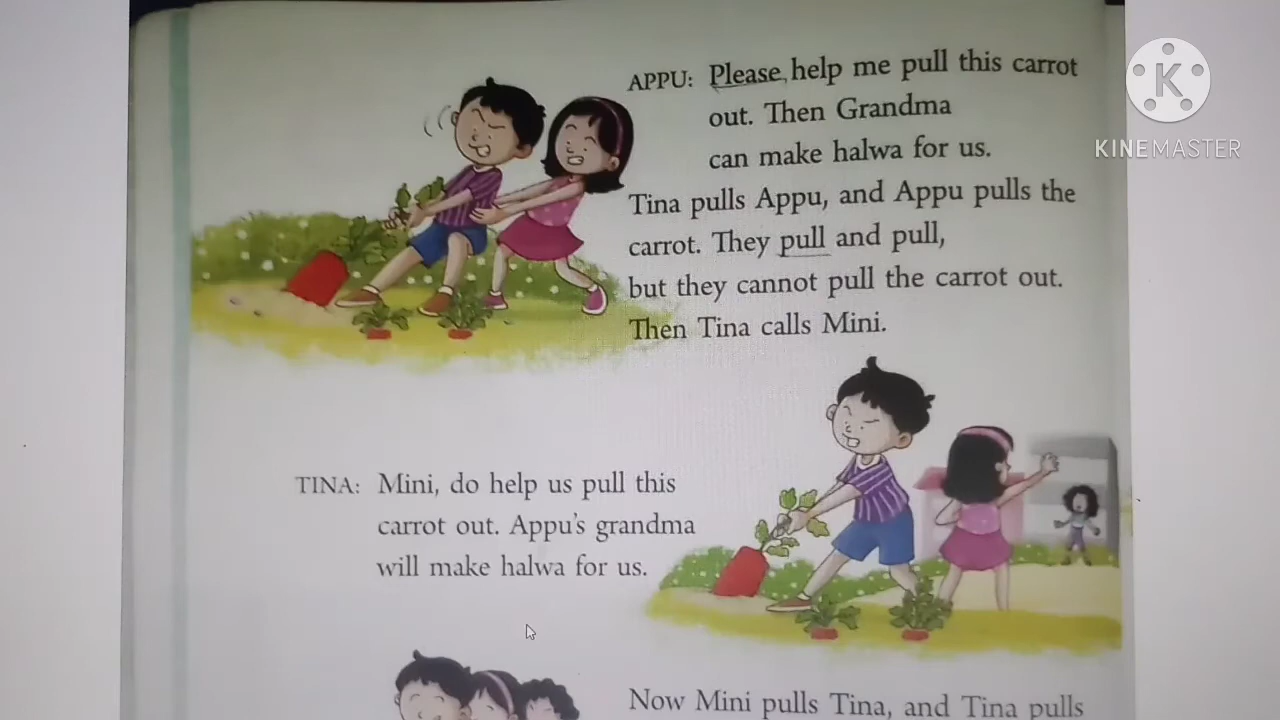 APPU: Please help me pull this carrot
out. Then Grandma
can make halwa for us.
Tina pulls Appu, and Appu pulls the
carrot. They pull and pull,
but they cannot pull the carrot out.
Then Tina calls Mini.
TINA: Mini, do help us pull this
carrot out. Appu's grandma
will make halwa for us.
Now Mini pulls Tina, and Tina pulls
K
KINEMASTER